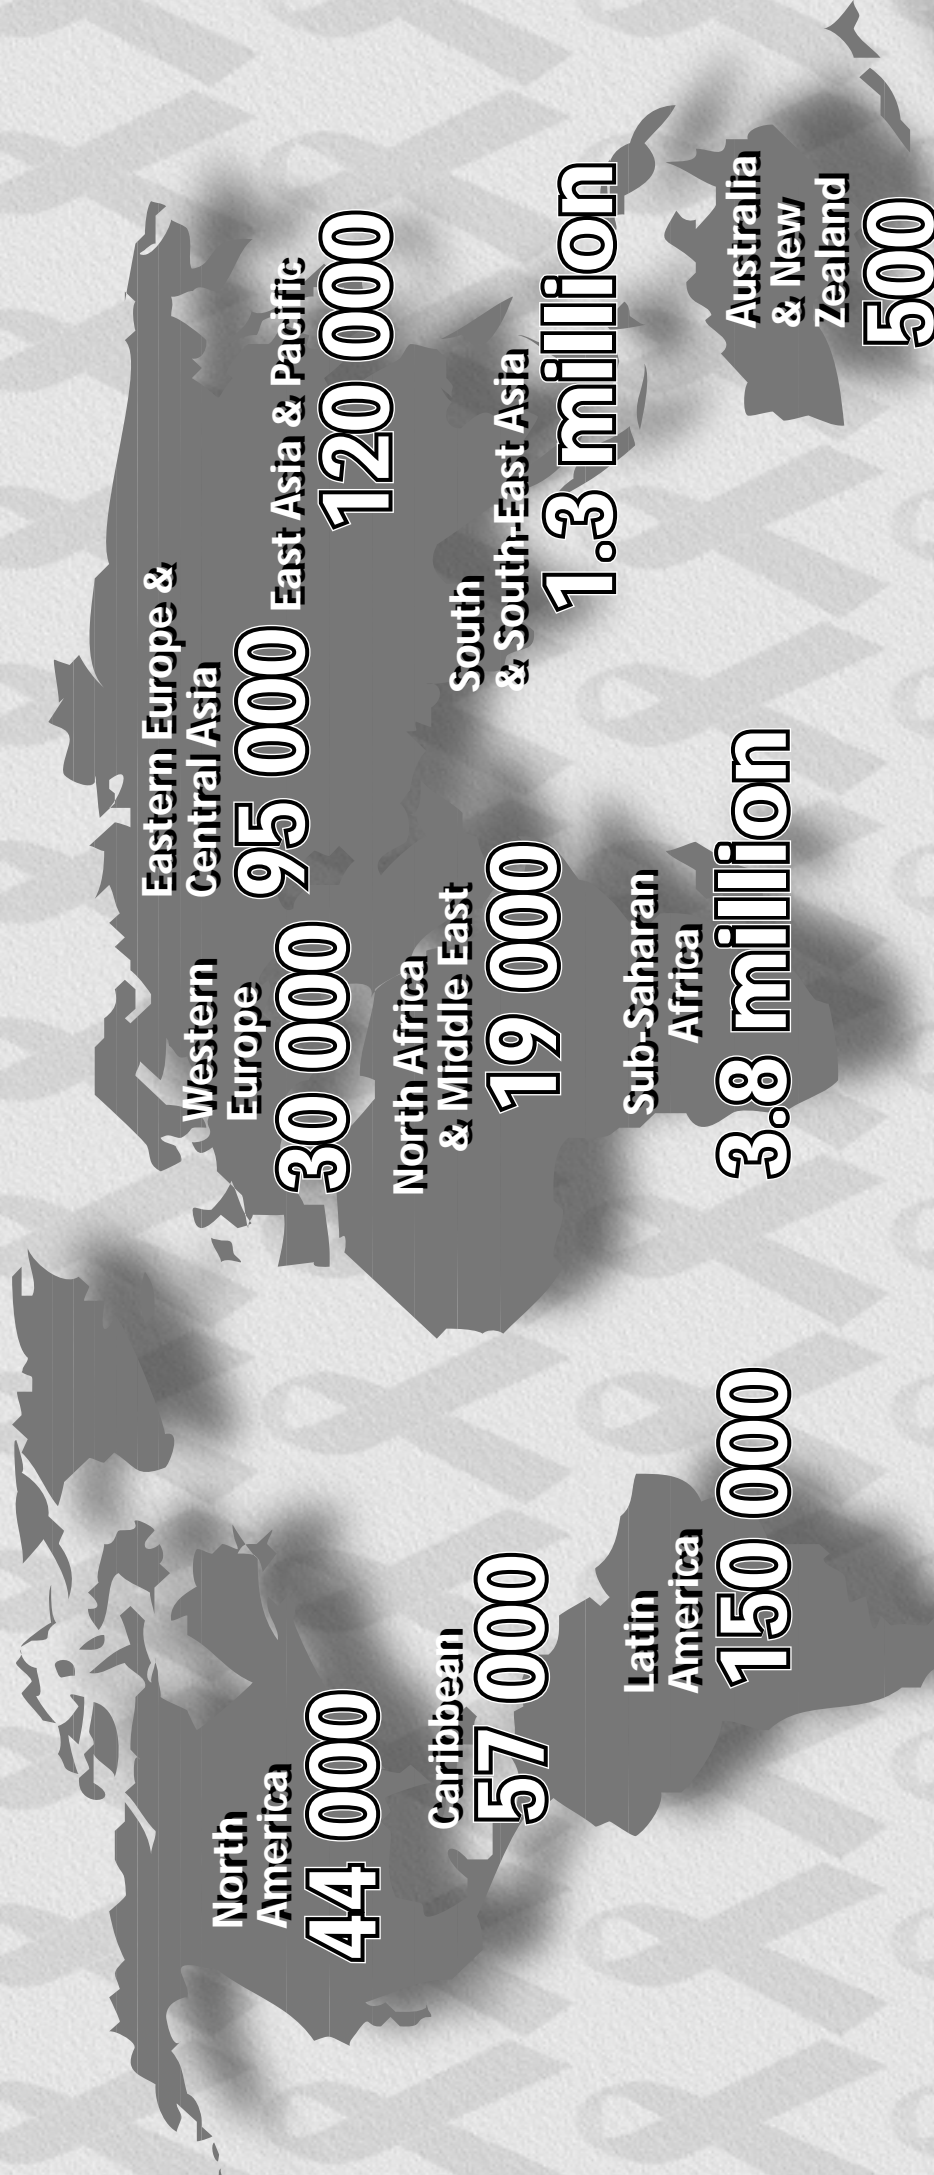 North
America
44 000
Caribbean
57 000
Latin
America
150 000
Western
Europe
30 000
North Africa
& Middle East
19 000
Sub-Saharan
Africa
3.8 million
Eastern Europe &
Central Asia
95 000
East Asia & Pacific
120 000
South
& South-East Asia
1.3 million
Australia
& New
Zealand
500